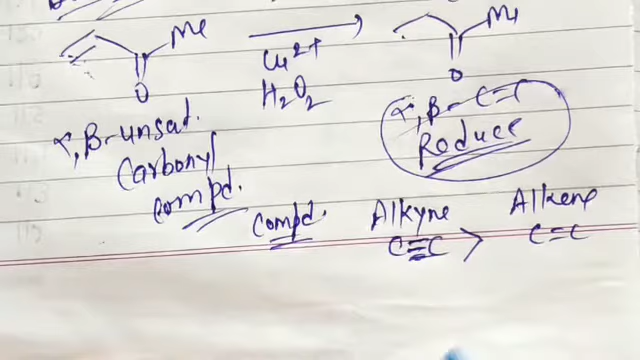 Me
Me
O
Cu2+
H2O2
O
α,β-unsat.
Carbonyl
compd.
α,β-C=C
Reduce
Compd.
Alkyne
Alkene
C≡C > C=C